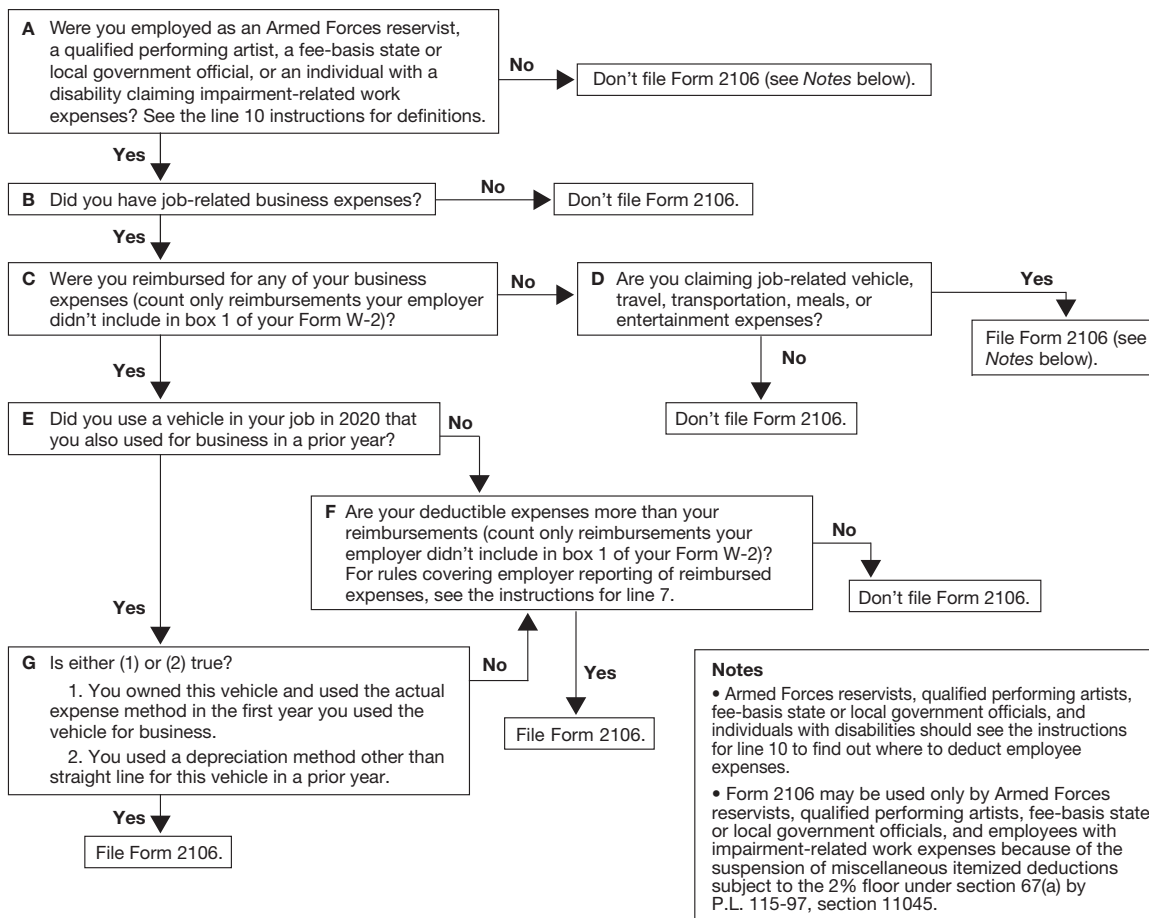 A Were you employed as an Armed Forces reservist,
a qualified performing artist, a fee-basis state or
local government official, or an individual with a
disability claiming impairment-related work
expenses? See the line 10 instructions for definitions.
No
Don't file Form 2106 (see Notes below).
Yes
B Did you have job-related business expenses?
No
Don't file Form 2106.
Yes
C Were you reimbursed for any of your business
expenses (count only reimbursements your employer
didn't include in box 1 of your Form W-2)?
No
D Are you claiming job-related vehicle,
travel, transportation, meals, or
entertainment expenses?
Yes
File Form 2106 (see
Notes below).
No
Don't file Form 2106.
Yes
E Did you use a vehicle in your job in 2020 that
you also used for business in a prior year?
No
F Are your deductible expenses more than your
reimbursements (count only reimbursements your
employer didn't include in box 1 of your Form W-2)?
For rules covering employer reporting of reimbursed
expenses, see the instructions for line 7.
No
Don't file Form 2106.
Yes
File Form 2106.
Yes
G Is either (1) or (2) true?
1. You owned this vehicle and used the actual
expense method in the first year you used the
vehicle for business.
2. You used a depreciation method other than
straight line for this vehicle in a prior year.
No
Yes
File Form 2106.
Notes
• Armed Forces reservists, qualified performing artists,
fee-basis state or local government officials, and
individuals with disabilities should see the instructions
for line 10 to find out where to deduct employee
expenses.
• Form 2106 may be used only by Armed Forces
reservists, qualified performing artists, fee-basis state
or local government officials, and employees with
impairment-related work expenses because of the
suspension of miscellaneous itemized deductions
subject to the 2% floor under section 67(a) by
P.L. 115-97, section 11045.